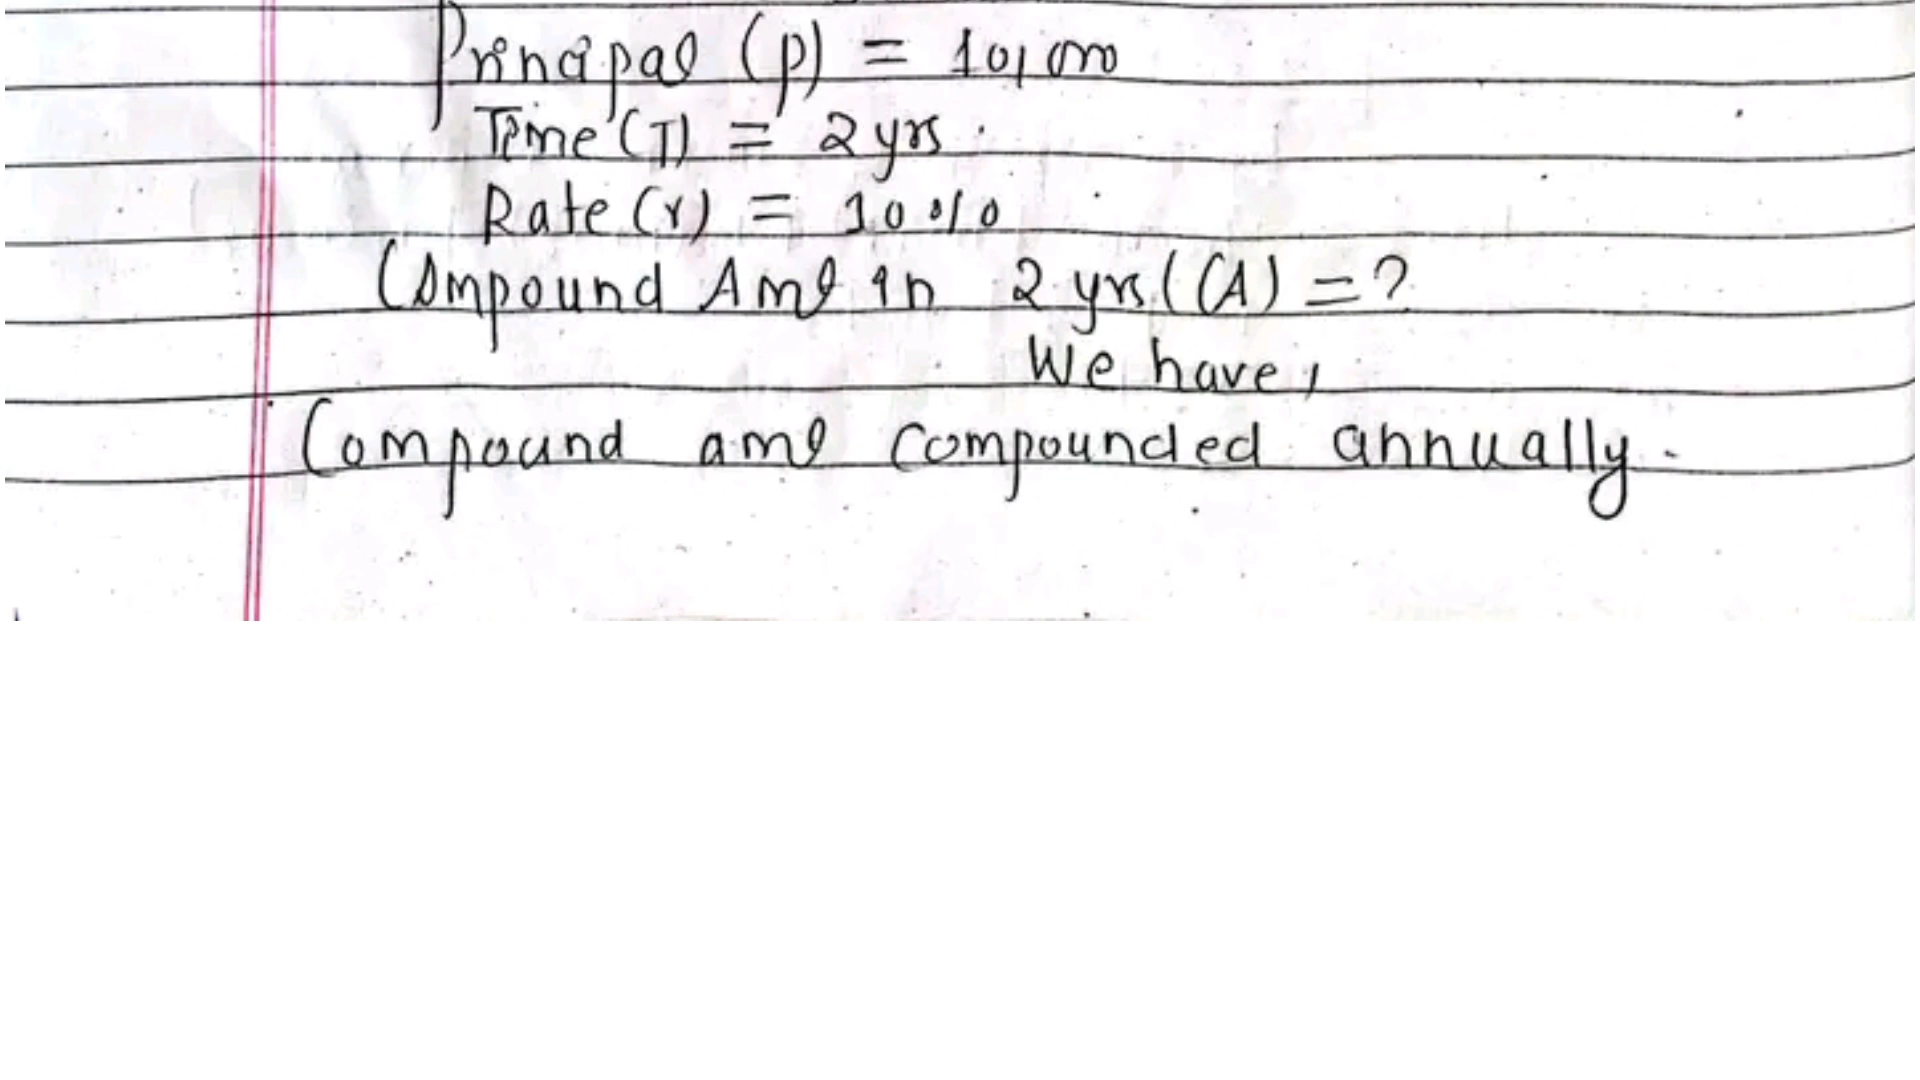 Principal (p) = 10,000
Time (T) = 2 yrs.
Rate (r) = 10%
Compound Amt in 2 yrs (CA) = ?
We have,
Compound amt compounded annually.